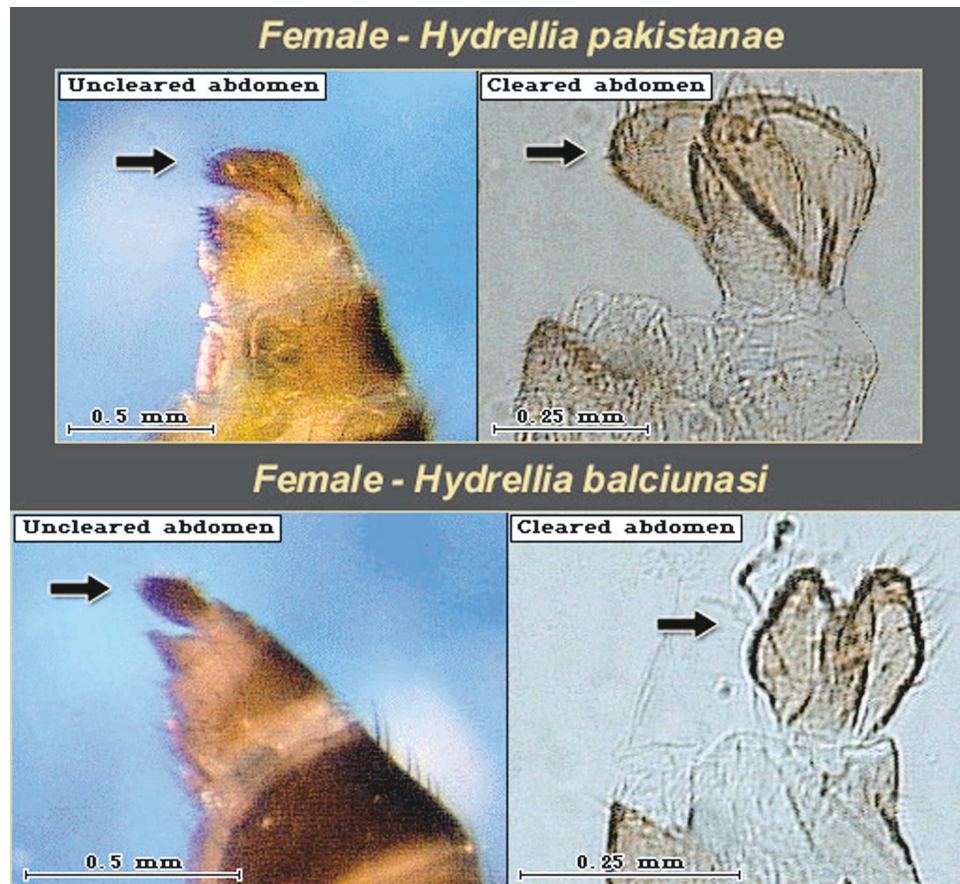 Female - Hydrellia pakistanae
Uncleared abdomen
Cleared abdomen
0.5 mm
0.25 mm
Female - Hydrellia balciunasi
Uncleared abdomen
Cleared abdomen
0.5 mm
0.25 mm